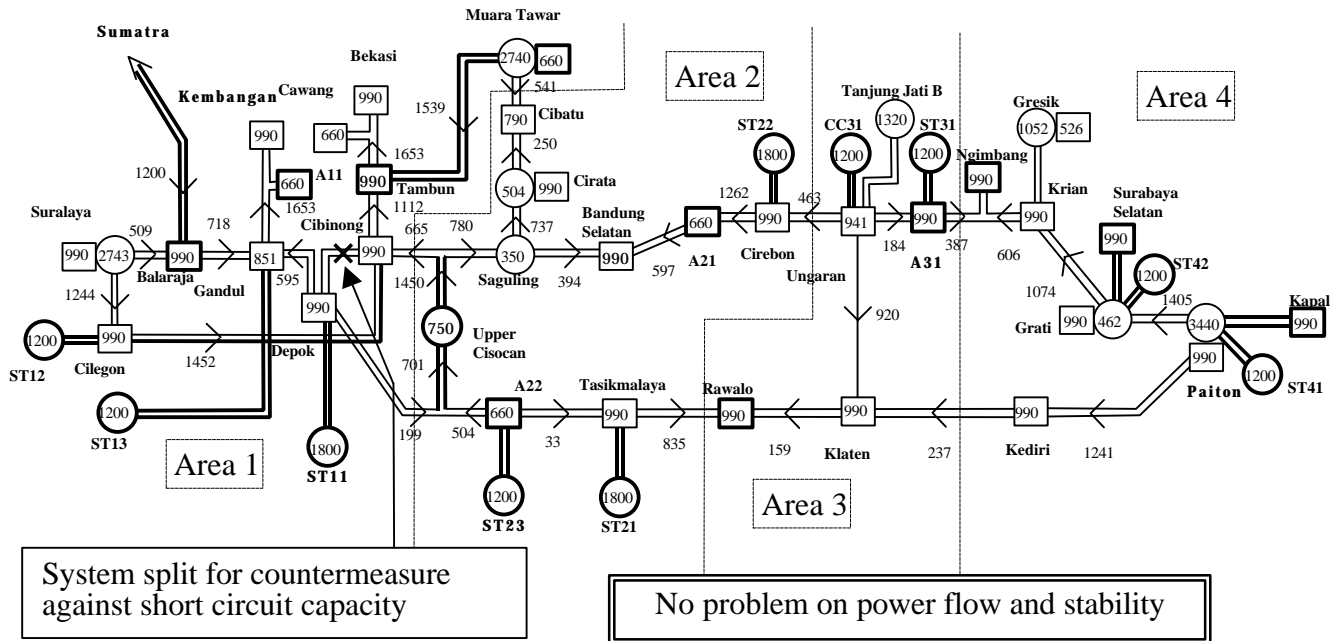 Muara Tawar
Sumatra
Bekasi
2740
660
Area 2
Area 4
541
Kembangan
Cawang
990
1539
Tanjung Jati B
Gresik
990
660
790
Cibatu
ST22
CC31
1320
ST31
1052
526
1653
250
1800
1200
1200
Ngimbang
1200
660
A11
990
Tambun
504
990
Cirata
990
Krian
Surabaya
Selatan
Suralaya
1653
1112
Bandung
Selatan
1262
463
509
718
Cibinong
665
780
737
660
990
941
990
990
990
990
2743
990
851
990
350
990
184
387
ST42
Balaraja
Gandul
595
Saguling
394
597
A21
Cirebon
Ungaran
A31
606
1200
1244
1450
1074
1405
Kapal
990
920
Grati
990
462
3440
990
1200
990
750
Upper
Cisocan
990
ST12
Cilegon
1452
Depok
701
Paiton
1200
ST41
A22
Tasikmalaya
Rawalo
1200
660
990
990
990
990
ST13
199
504
33
835
159
Klaten
237
Kediri
1241
Area 1
1800
ST11
1200
ST23
1800
ST21
Area 3
System split for countermeasure
against short circuit capacity
No problem on power flow and stability